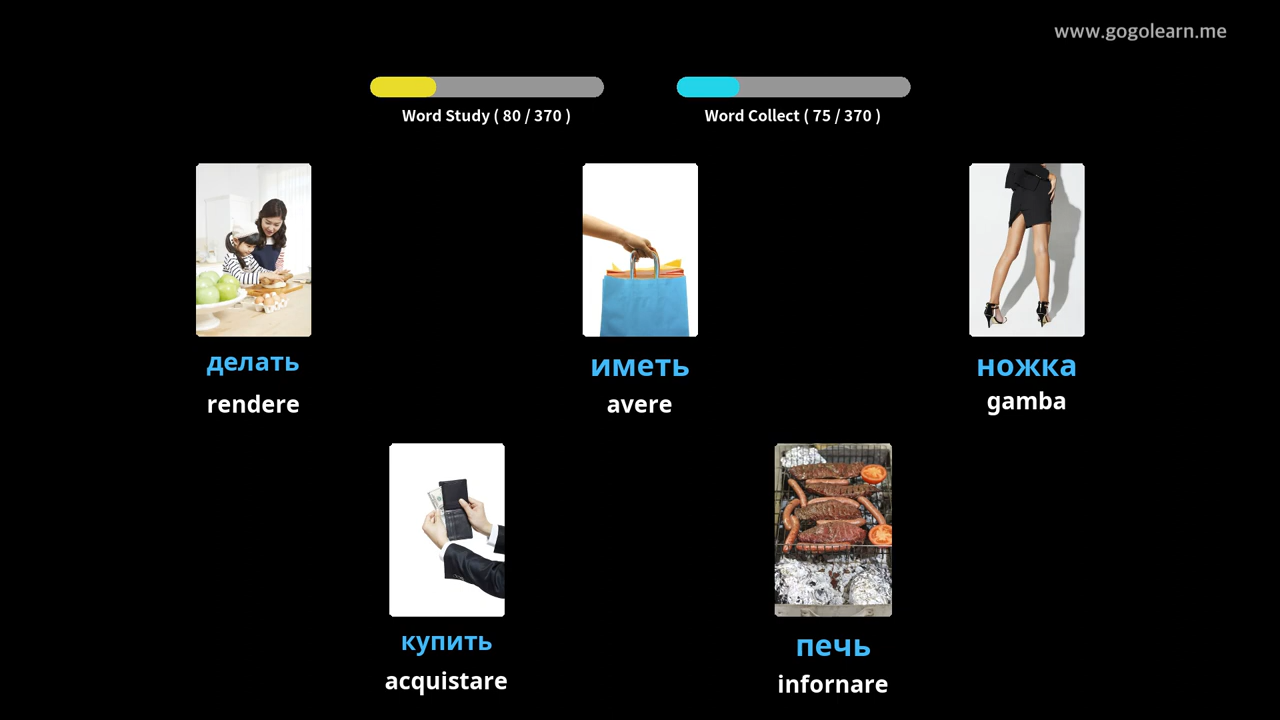 www.gogolearn.me
Word Study ( 80 / 370 )
Word Collect ( 75 / 370 )
делать
rendere
иметь
avere
ножка
gamba
купить
acquistare
печь
infornare